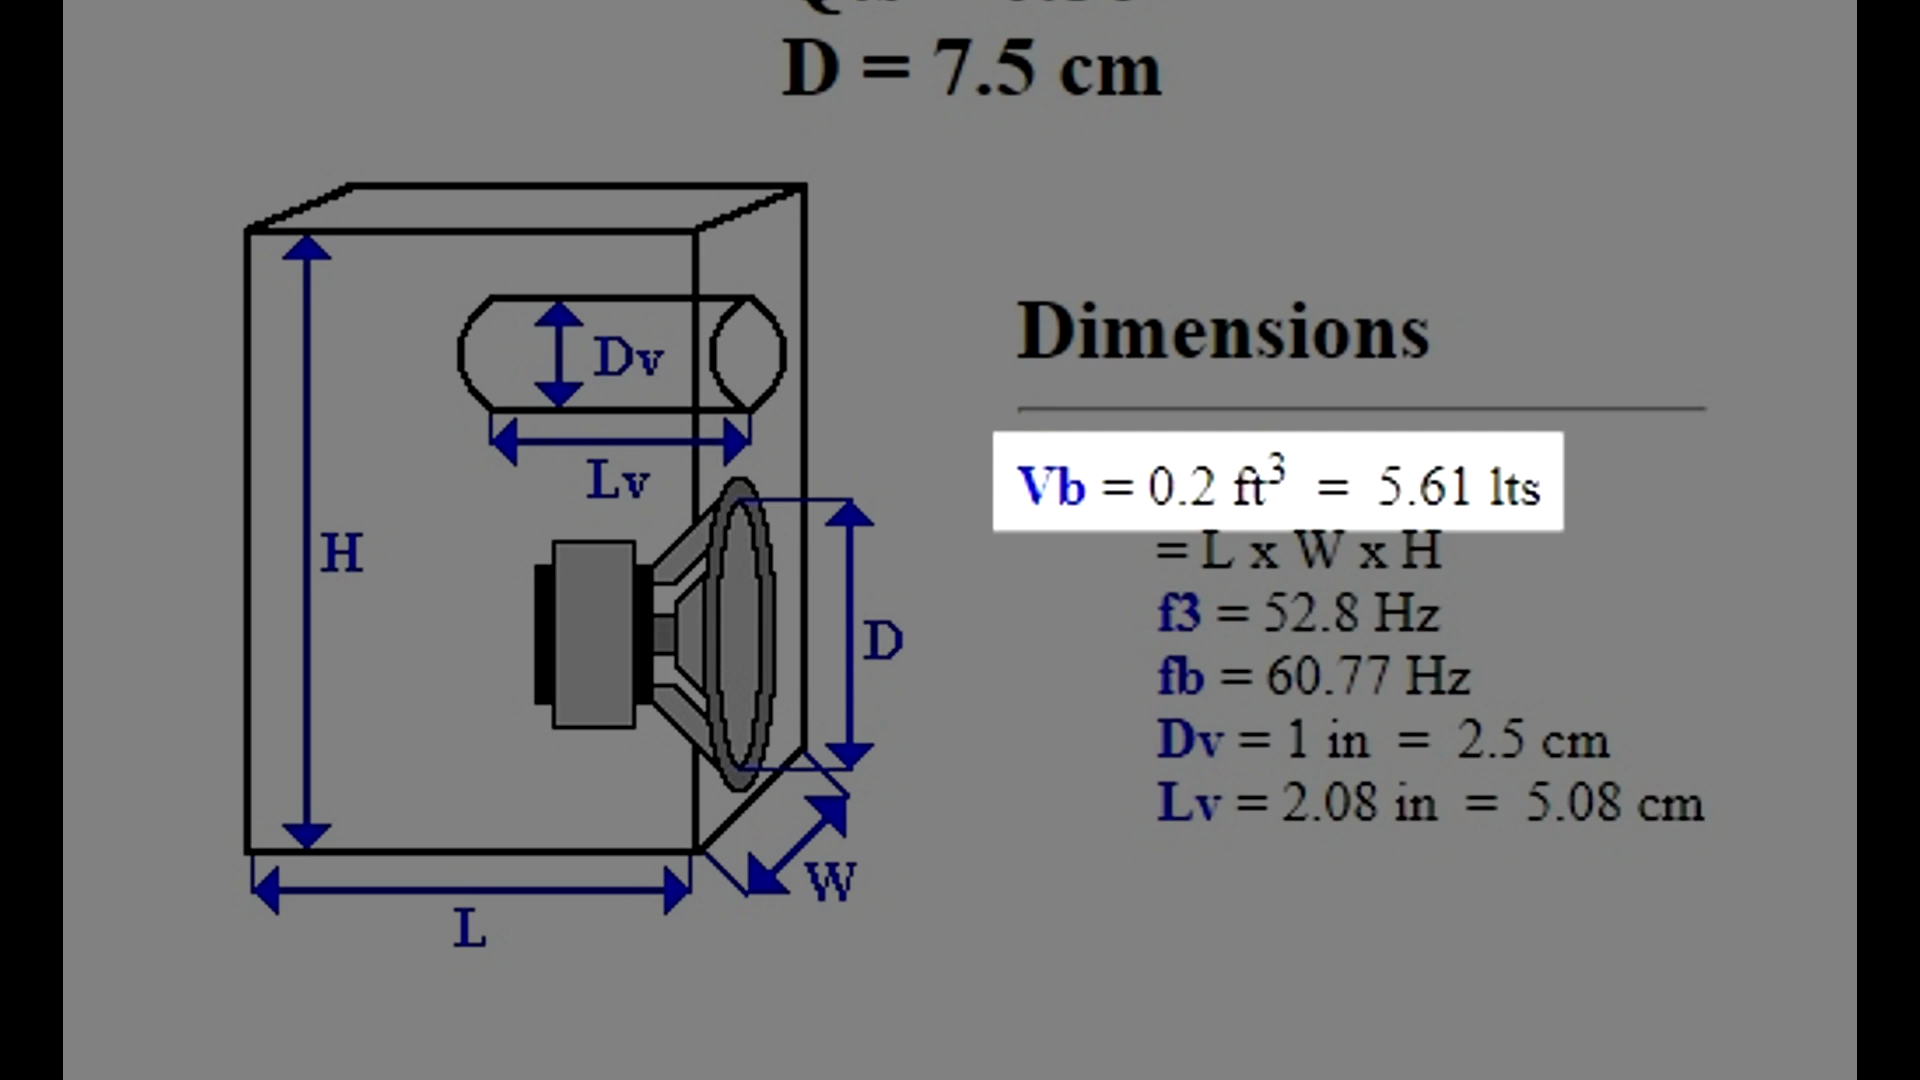 D = 7.5 cm
Dv
Lv
H
D
W
L
Dimensions
Vb = 0.2 ft³ = 5.61 lts
= L x W x H
f3 = 52.8 Hz
fb = 60.77 Hz
Dv = 1 in = 2.5 cm
Lv = 2.08 in = 5.08 cm